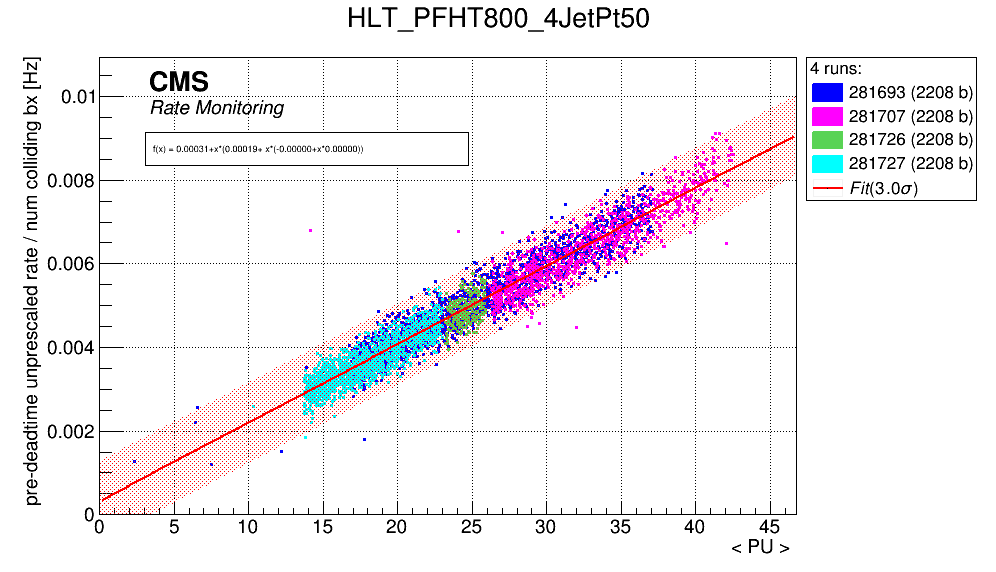 HLT_PFHT800_4JetPt50
pre-deadtime unprescaled rate / num colliding bx [Hz]
CMS
Rate Monitoring
f(x) = 0.00031+x*(0.00019+ x*(-0.00000+x*0.00000))
0.01
0.008
0.006
0.004
0.002
0
0 5 10 15 20 25 30 35 40 45
< PU >
4 runs:
281693 (2208 b)
281707 (2208 b)
281726 (2208 b)
281727 (2208 b)
Fit(3.0σ)